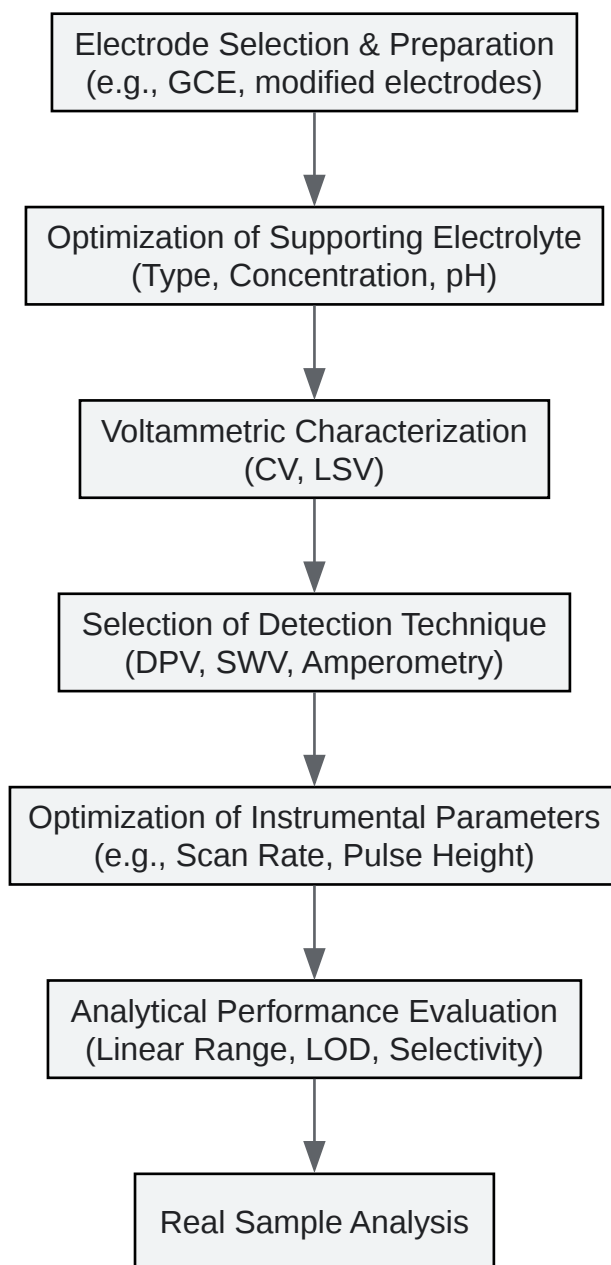 Electrode Selection & Preparation
(e.g., GCE, modified electrodes)
Optimization of Supporting Electrolyte
(Type, Concentration, pH)
Voltammetric Characterization
(CV, LSV)
Selection of Detection Technique
(DPV, SWV, Amperometry)
Optimization of Instrumental Parameters
(e.g., Scan Rate, Pulse Height)
Analytical Performance Evaluation
(Linear Range, LOD, Selectivity)
Real Sample Analysis